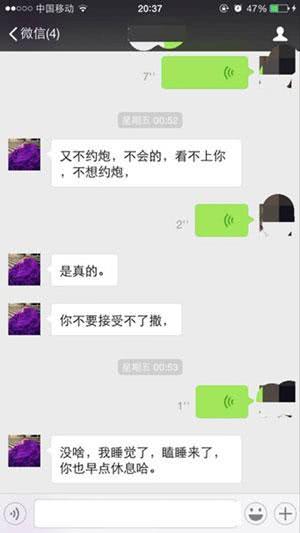 中国移动
20:37
47%
微信(4)
7''
星期五 00:52
又不约炮，不会的，看不上你
，不想约炮，
2''
是真的。
你不要接受不了撒，
星期五 00:53
1''
没啥，我睡觉了，瞌睡来了，
你也早点休息哈。